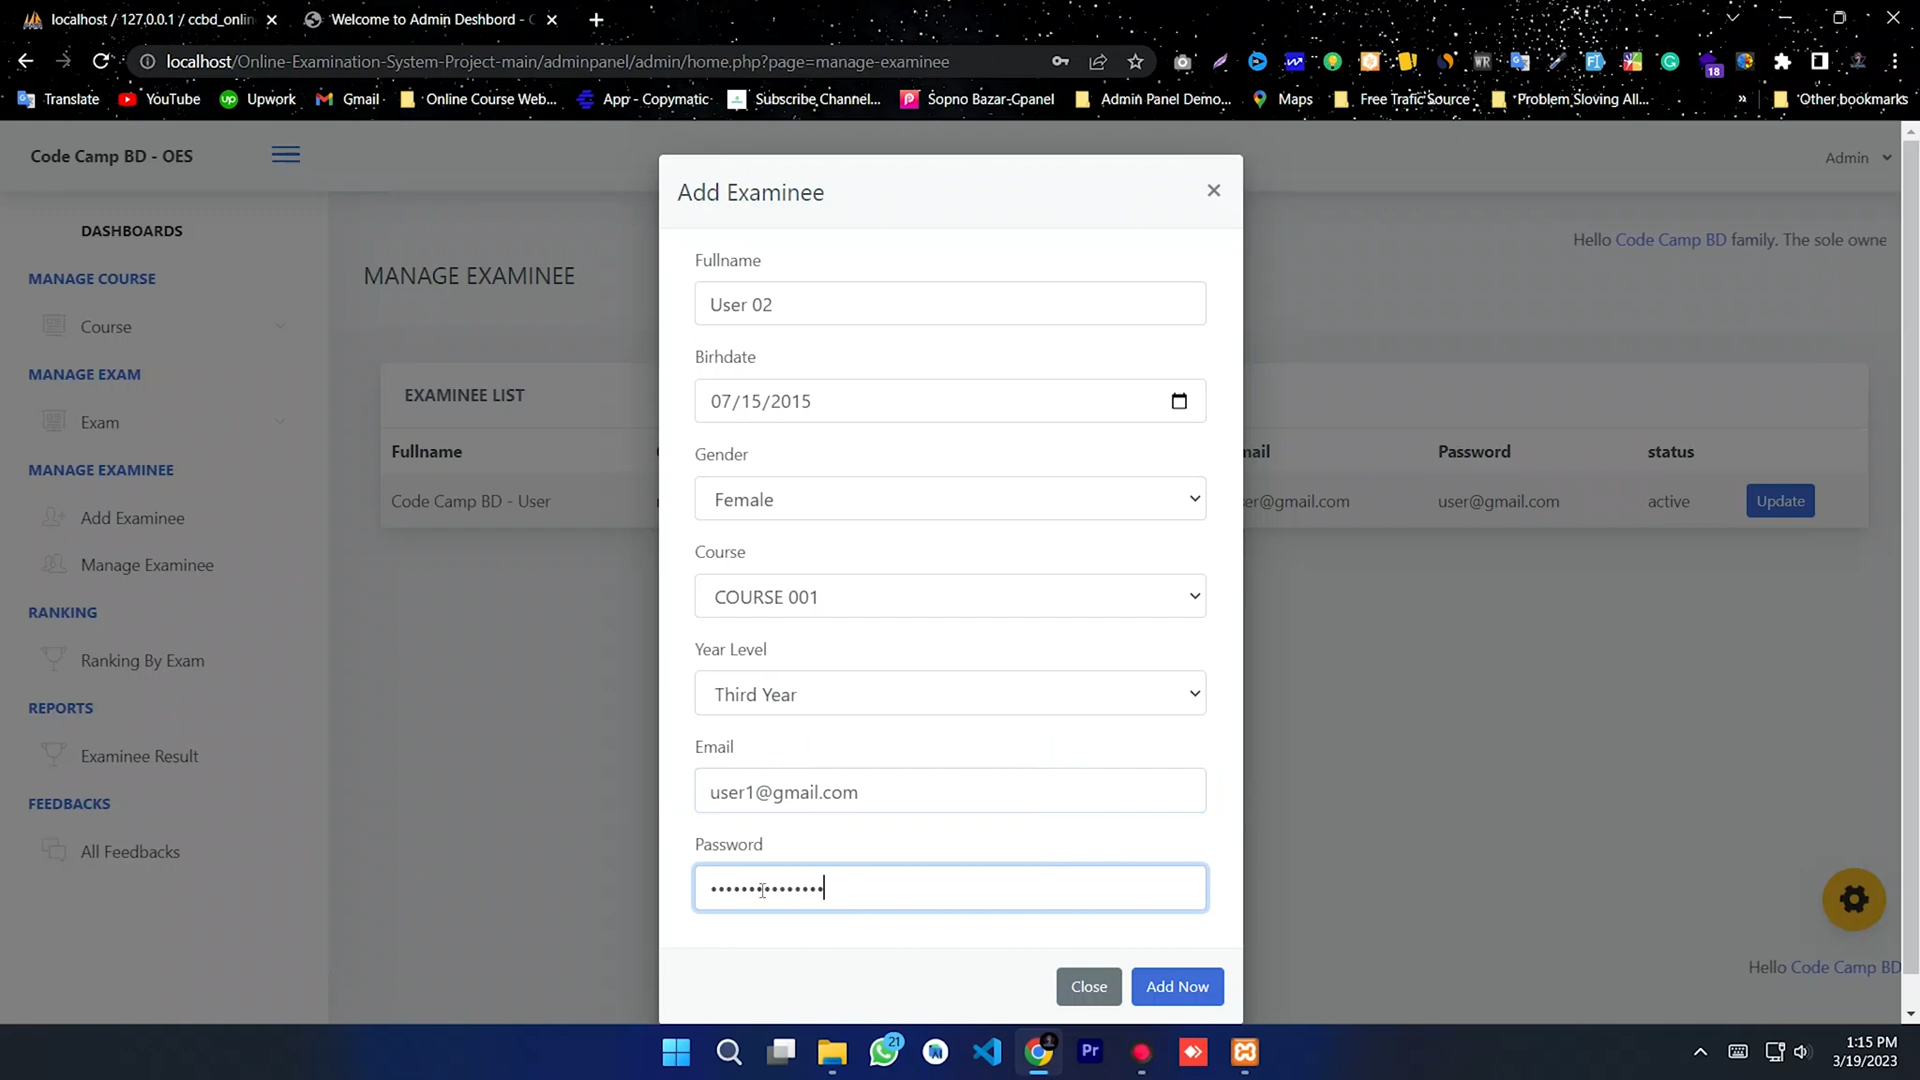 localhost / 127.0.0.1 / ccbd_onlin
Welcome to Admin Deshbord - C
localhost/Online-Examination-System-Project-main/adminpanel/admin/home.php?page=manage-examinee
WR
18
Translate
YouTube
Upwork
Gmail
Online Course Web...
App - Copymatic
Subscribe Channel...
Sopno Bazar-Cpanel
Admin Panel Demo...
Maps
Free Trafic Source
Problem Sloving All...
»
Other bookmarks
Code Camp BD - OES
Admin
DASHBOARDS
MANAGE COURSE
Course
MANAGE EXAM
Exam
MANAGE EXAMINEE
Add Examinee
Manage Examinee
RANKING
Ranking By Exam
REPORTS
Examinee Result
FEEDBACKS
All Feedbacks
Hello Code Camp BD family. The sole owne
MANAGE EXAMINEE
EXAMINEE LIST
Fullname
Password
status
Code Camp BD - User
user@gmail.com
active
Update
Add Examinee
×
Fullname
User 02
Birhdate
07/15/2015
Gender
Female
Course
COURSE 001
Year Level
Third Year
Email
user1@gmail.com
Password
•••••••••••••••
Close
Add Now
Hello Code Camp BD
21
Pr
1:15 PM
3/19/2023